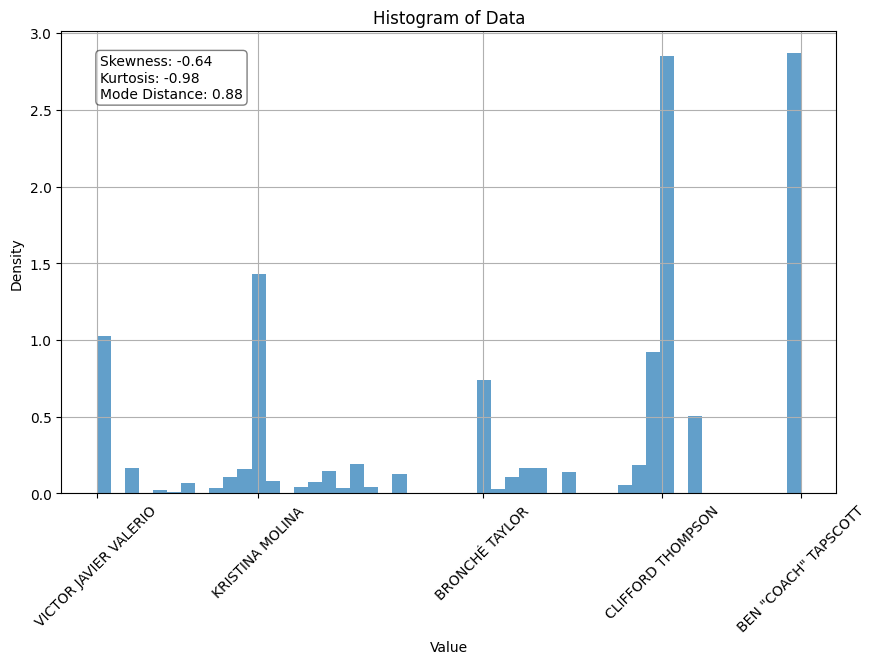 Histogram of Data
Skewness: -0.64
Kurtosis: -0.98
Mode Distance: 0.88
Density
3.0
2.5
2.0
1.5
1.0
0.5
0.0
VICTOR JAVIER VALERIO
KRISTINA MOLINA
BRONCHÉ TAYLOR
CLIFFORD THOMPSON
BEN "COACH" TAPSCOTT
Value